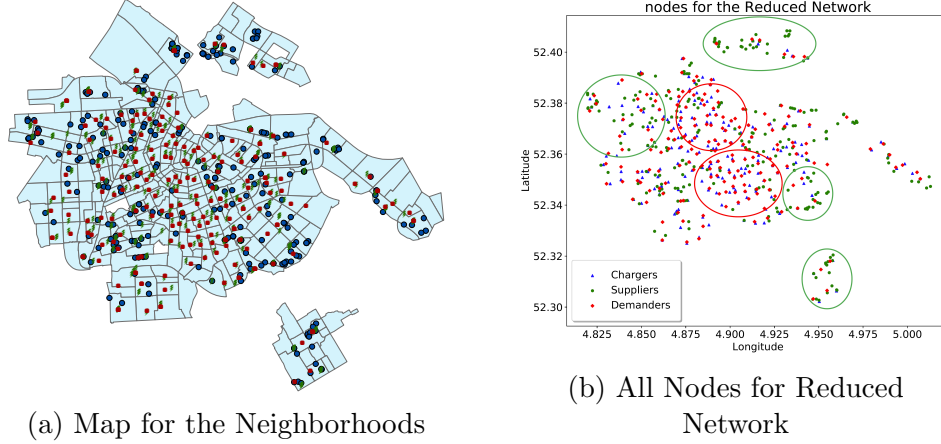 nodes for the Reduced Network
52.40
52.38
52.36
52.34
52.32
52.30
Latitude
Chargers
Suppliers
Demanders
4.825 4.850 4.875 4.900 4.925 4.950 4.975 5.000
Longitude
(a) Map for the Neighborhoods
(b) All Nodes for Reduced
Network